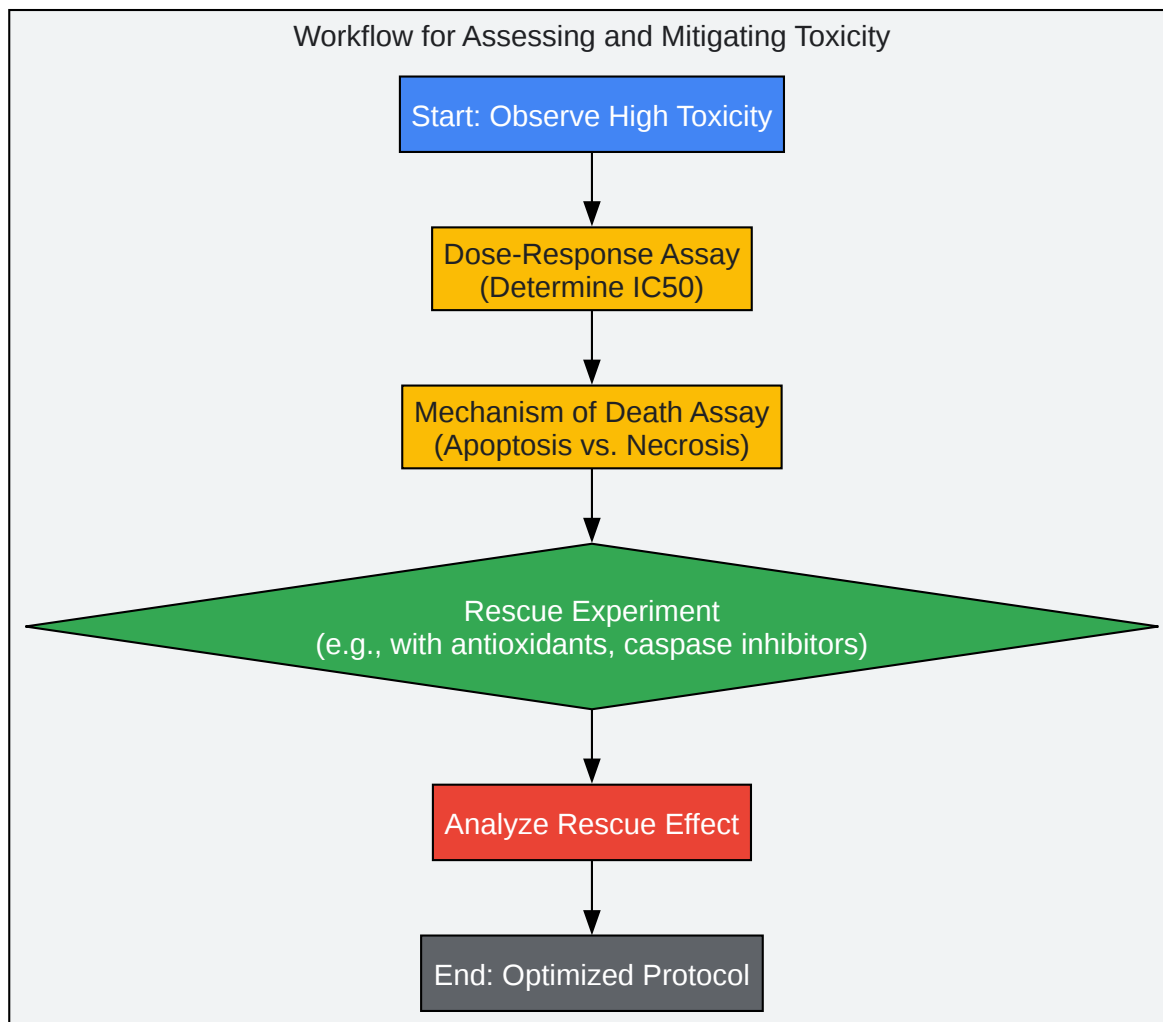 Workflow for Assessing and Mitigating Toxicity
Start: Observe High Toxicity
Dose-Response Assay
(Determine IC50)
Mechanism of Death Assay
(Apoptosis vs. Necrosis)
Rescue Experiment
(e.g., with antioxidants, caspase inhibitors)
Analyze Rescue Effect
End: Optimized Protocol